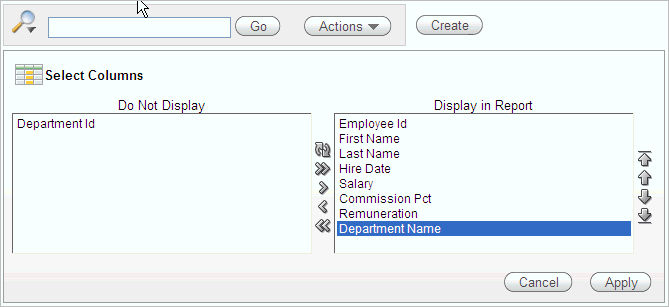 Go
Actions
Create
Select Columns
Do Not Display
Display in Report
Department Id
Employee Id
First Name
Last Name
Hire Date
Salary
Commission Pct
Remuneration
Department Name
Cancel
Apply